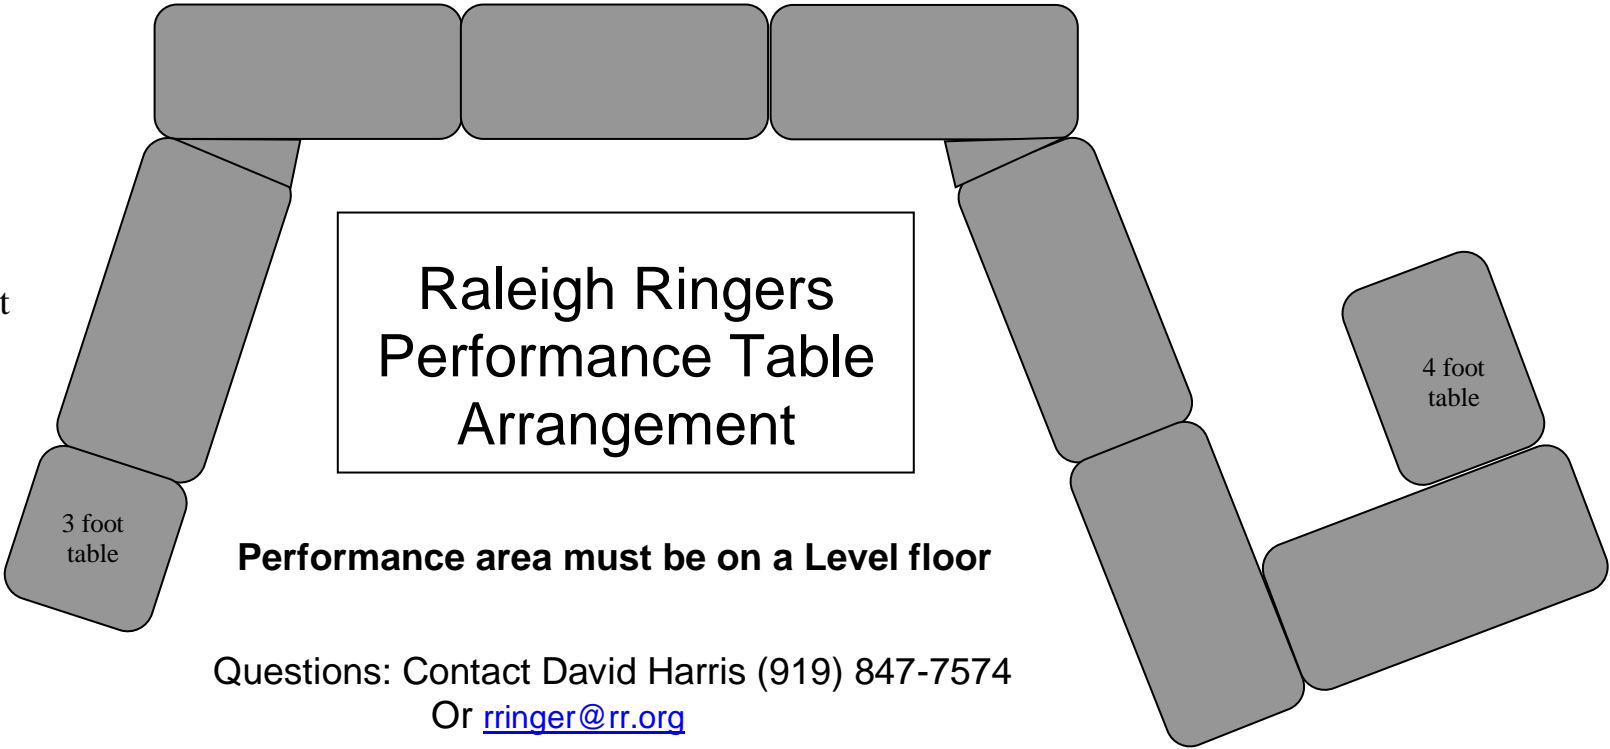 Raleigh Ringers
Performance Table
Arrangement
t
4 foot
table
3 foot
table
Performance area must be on a Level floor
Questions: Contact David Harris (919) 847-7574
Or rringer@rr.org